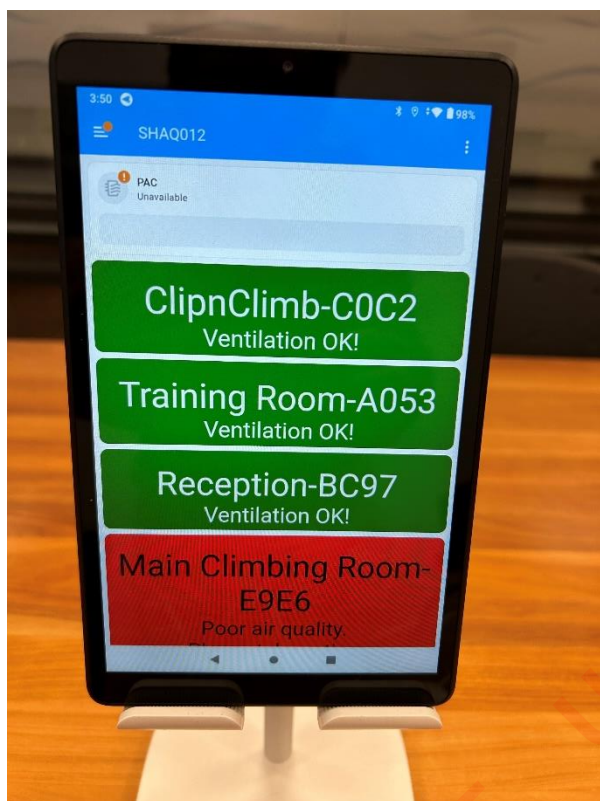 3:50
98%
SHAQ012
PAC
Unavailable
ClipnClimb-C0C2
Ventilation OK!
Training Room-A053
Ventilation OK!
Reception-BC97
Ventilation OK!
Main Climbing Room-
E9E6
Poor air quality.